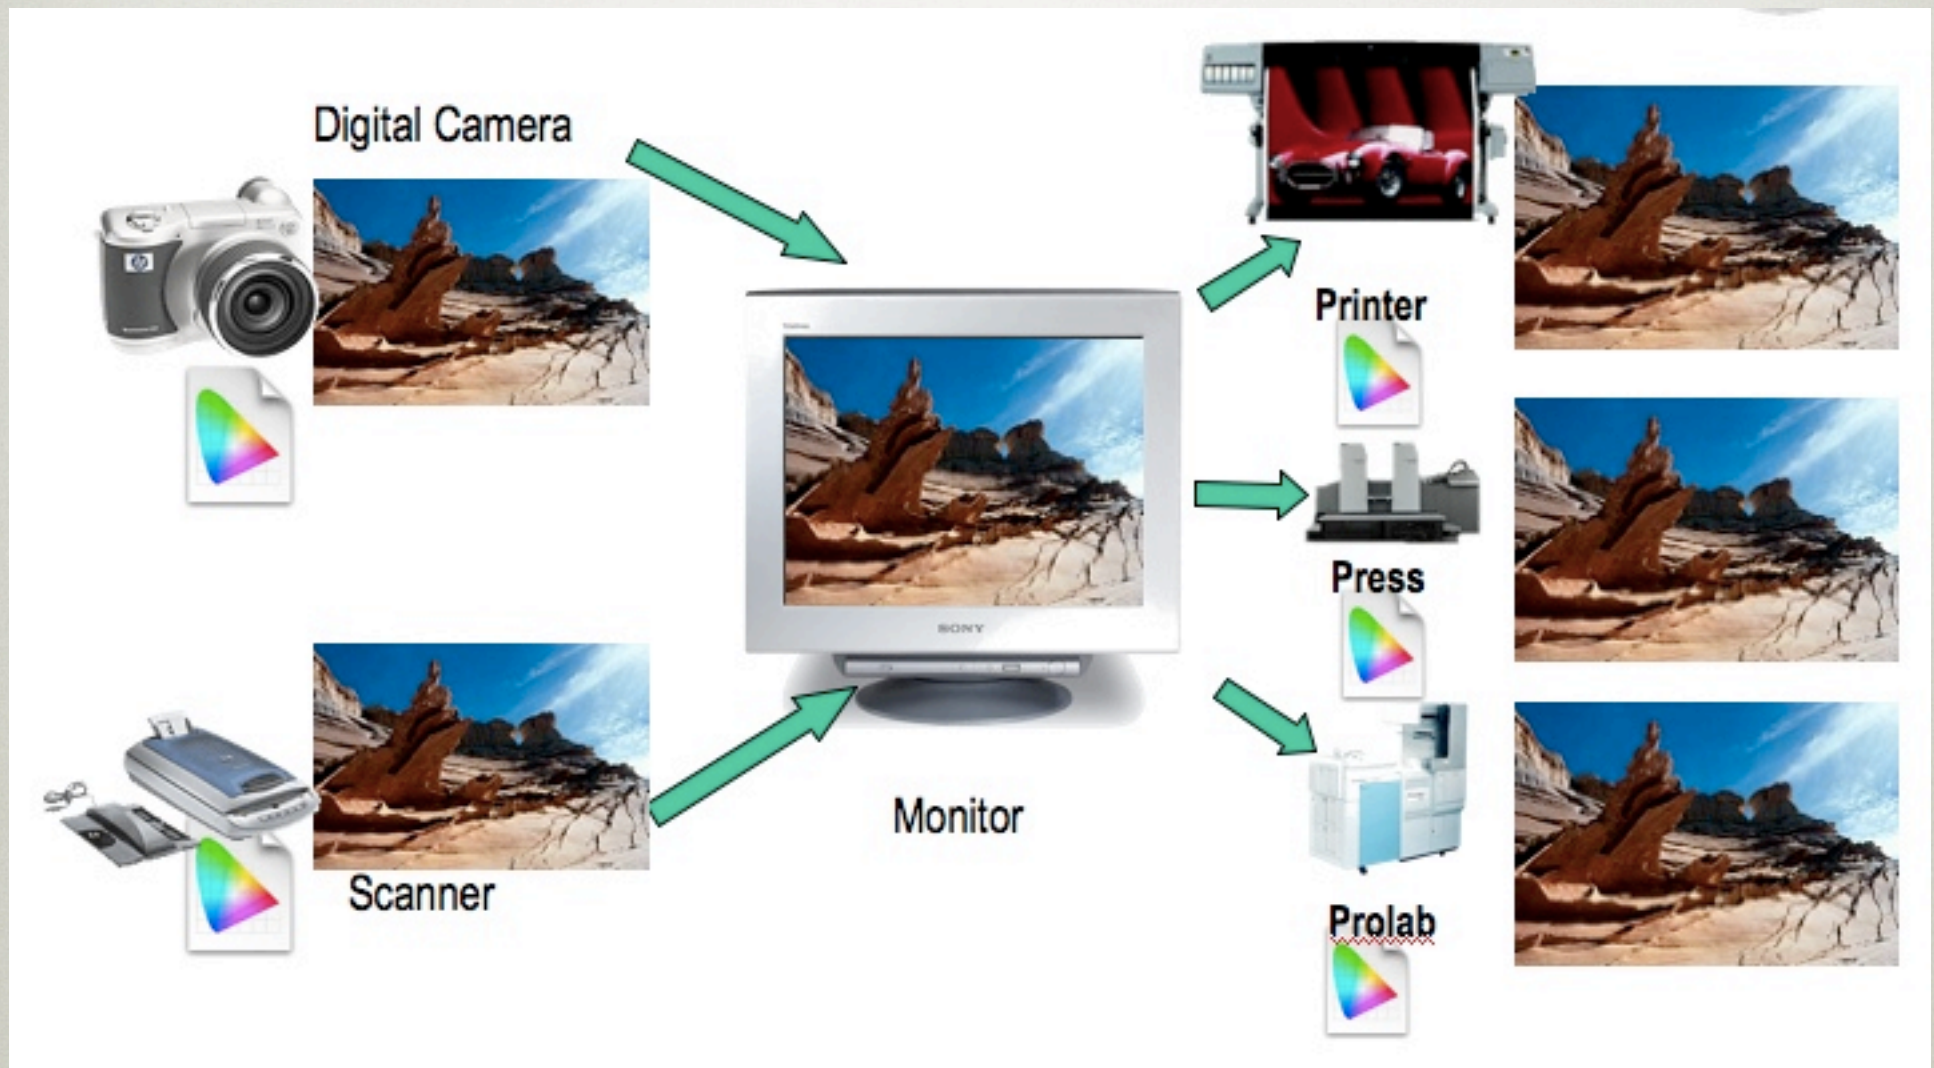 Digital Camera
Printer
SONY
Press
Monitor
Scanner
Prolab